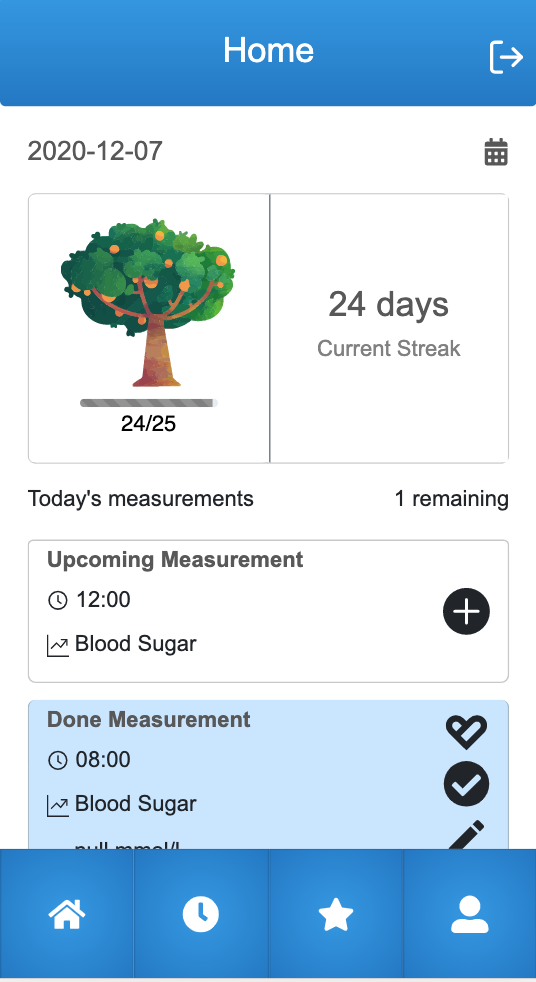 Home
2020-12-07
24/25
24 days
Current Streak
Today's measurements
1 remaining
Upcoming Measurement
12:00
Blood Sugar
Done Measurement
08:00
Blood Sugar
null mmol/l